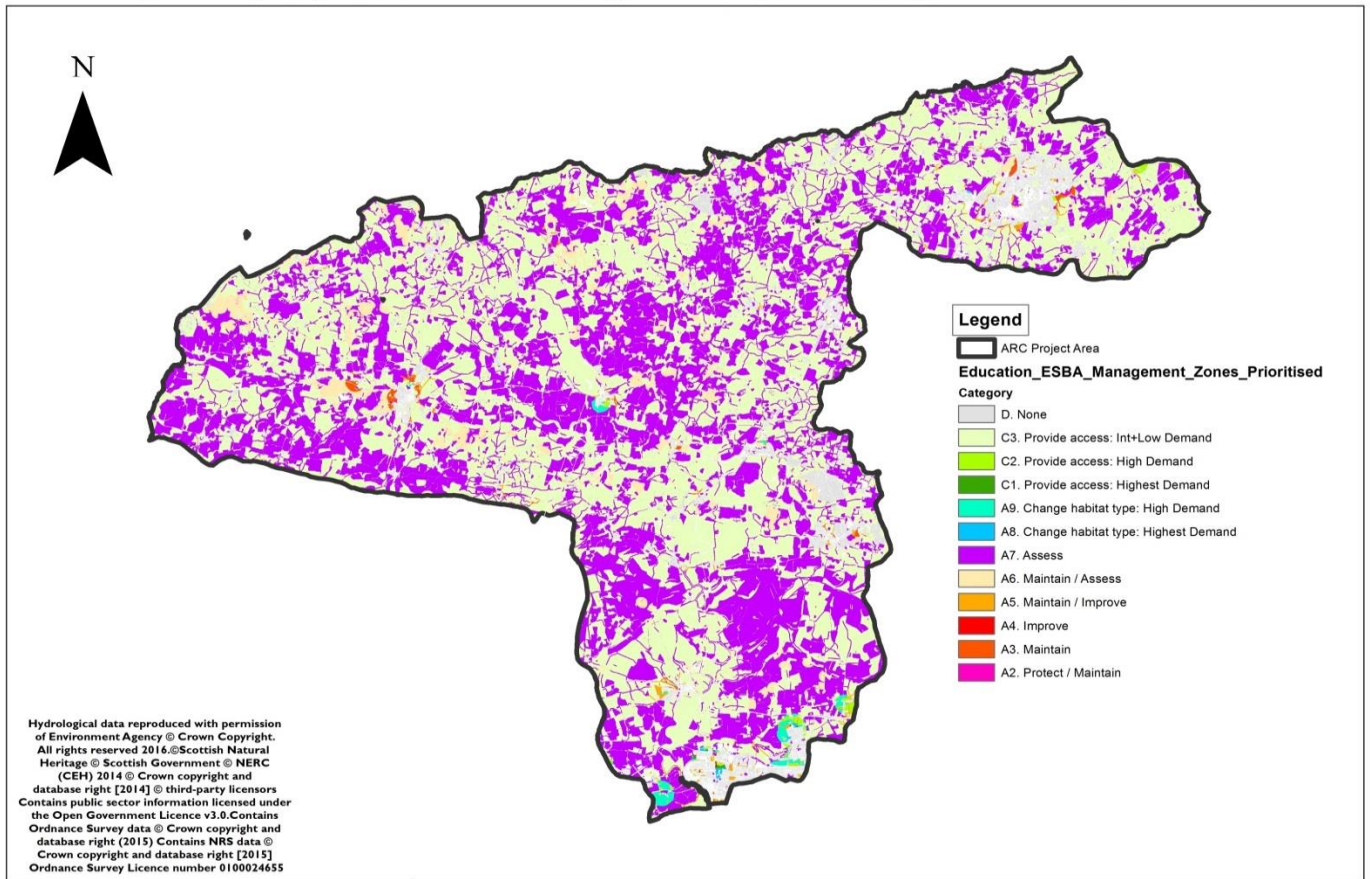 N
Legend
ARC Project Area
Education_ESBA_Management_Zones_Prioritised
Category
D. None
C3. Provide access: Int+Low Demand
C2. Provide access: High Demand
C1. Provide access: Highest Demand
A9. Change habitat type: High Demand
A8. Change habitat type: Highest Demand
A7. Assess
A6. Maintain / Assess
A5. Maintain / Improve
A4. Improve
A3. Maintain
A2. Protect / Maintain
Hydrological data reproduced with permission
of Environment Agency © Crown Copyright.
All rights reserved 2016.©Scottish Natural
Heritage © Scottish Government © NERC
(CEH) 2014 © Crown copyright and
database right [2014] © third-party licensors
Contains public sector information licensed under
the Open Government Licence v3.0.Contains
Ordnance Survey data © Crown copyright and
database right (2015) Contains NRS data ©
Crown copyright and database right [2015]
Ordnance Survey Licence number 0100024655